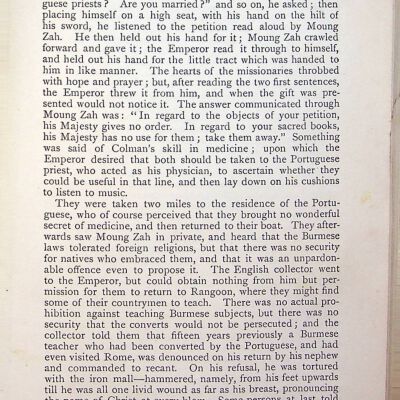 guese priests? Are you married?" and so on, he asked; then
placing himself on a high seat, with his hand on the hilt of
his sword, he listened to the petition read aloud by Moung
Zah. He then held out his hand for it; Moung Zah crawled
forward and gave it; the Emperor read it through to himself,
and held out his hand for the little tract which was handed to
him in like manner. The hearts of the missionaries throbbed
with hope and prayer; but, after reading the two first sentences,
the Emperor threw it from him, and when the gift was pre-
sented would not notice it. The answer communicated through
Moung Zah was: "In regard to the objects of your petition,
his Majesty gives no order. In regard to your sacred books,
his Majesty has no use for them; take them away." Something
was said of Colman's skill in medicine; upon which the
Emperor desired that both should be taken to the Portuguese
priest, who acted as his physician, to ascertain whether they
could be useful in that line, and then lay down on his cushions
to listen to music.
They were taken two miles to the residence of the Portu-
guese, who of course perceived that they brought no wonderful
secret of medicine, and then returned to their boat. They after-
wards saw Moung Zah in private, and heard that the Burmese
laws tolerated foreign religions, but that there was no security
for natives who embraced them, and that it was an unpardon-
able offence even to propose it. The English collector went
to the Emperor, but could obtain nothing from him but per-
mission for them to return to Rangoon, where they might find
some of their countrymen to teach. There was no actual pro-
hibition against teaching Burmese subjects, but there was no
security that the converts would not be persecuted; and the
collector told them that fifteen years previously a Burmese
teacher who had been converted by the Portuguese, and had
even visited Rome, was denounced on his return by his nephew
and commanded to recant. On his refusal, he was tortured
with the iron mall—hammered, namely, from his feet upwards
till he was all one livid wound as far as his breast, pronouncing
the name of Christ at every blow. Some persons at last told